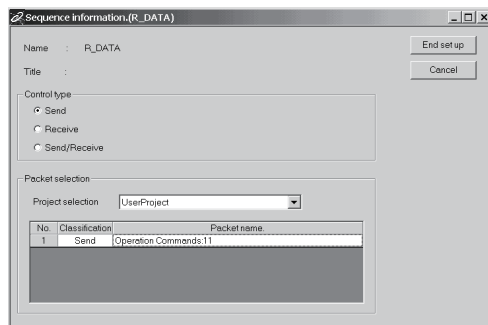 Sequence information.(R_DATA)
Name : R_DATA
End set up
Title :
Cancel
Control type
Send
Receive
Send/Receive
Packet selection
Project selection UserProject
No. Classification Packet name.
1 Send Operation Commands:11